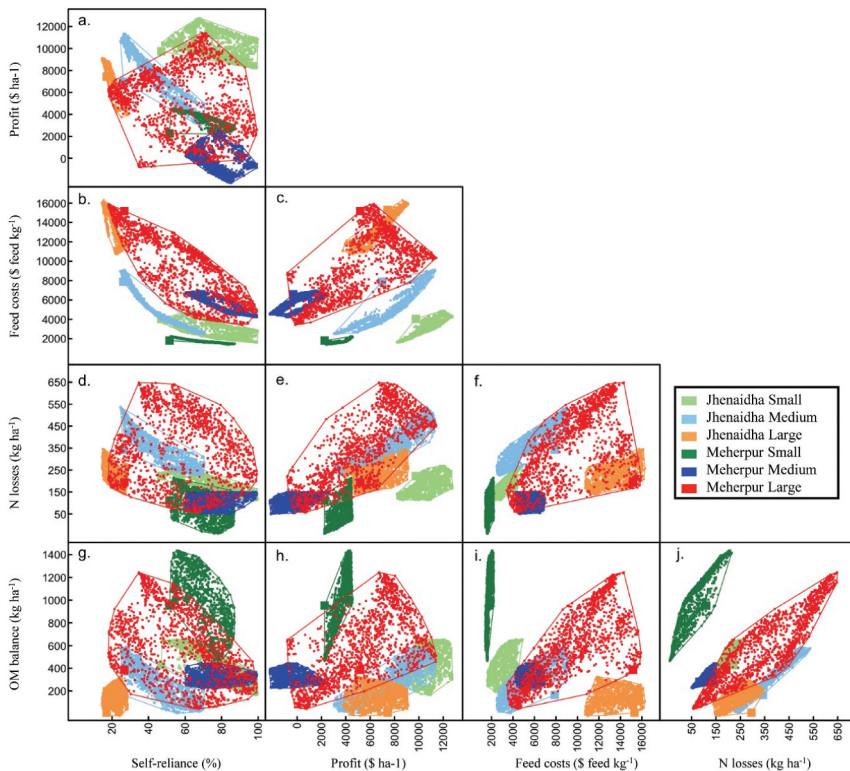 a.
Profit ($ ha-1)
12000
10000
8000
6000
4000
2000
0
b.
c.
Feed costs ($ feed kg-1)
16000
14000
12000
10000
8000
6000
4000
2000
d.
e.
f.
N losses (kg ha-1)
650
550
450
350
250
150
50
Jhenaidha Small
Jhenaidha Medium
Jhenaidha Large
Meherpur Small
Meherpur Medium
Meherpur Large
g.
h.
i.
j.
OM balance (kg ha-1)
1400
1200
1000
800
600
400
200
20 40 60 80 100
0 2000 4000 6000 8000 10000 12000
2000 4000 6000 8000 10000 12000 14000 16000
50 150 250 350 450 550 650
Self-reliance (%) Profit ($ ha-1) Feed costs ($ feed kg-1) N losses (kg ha-1)